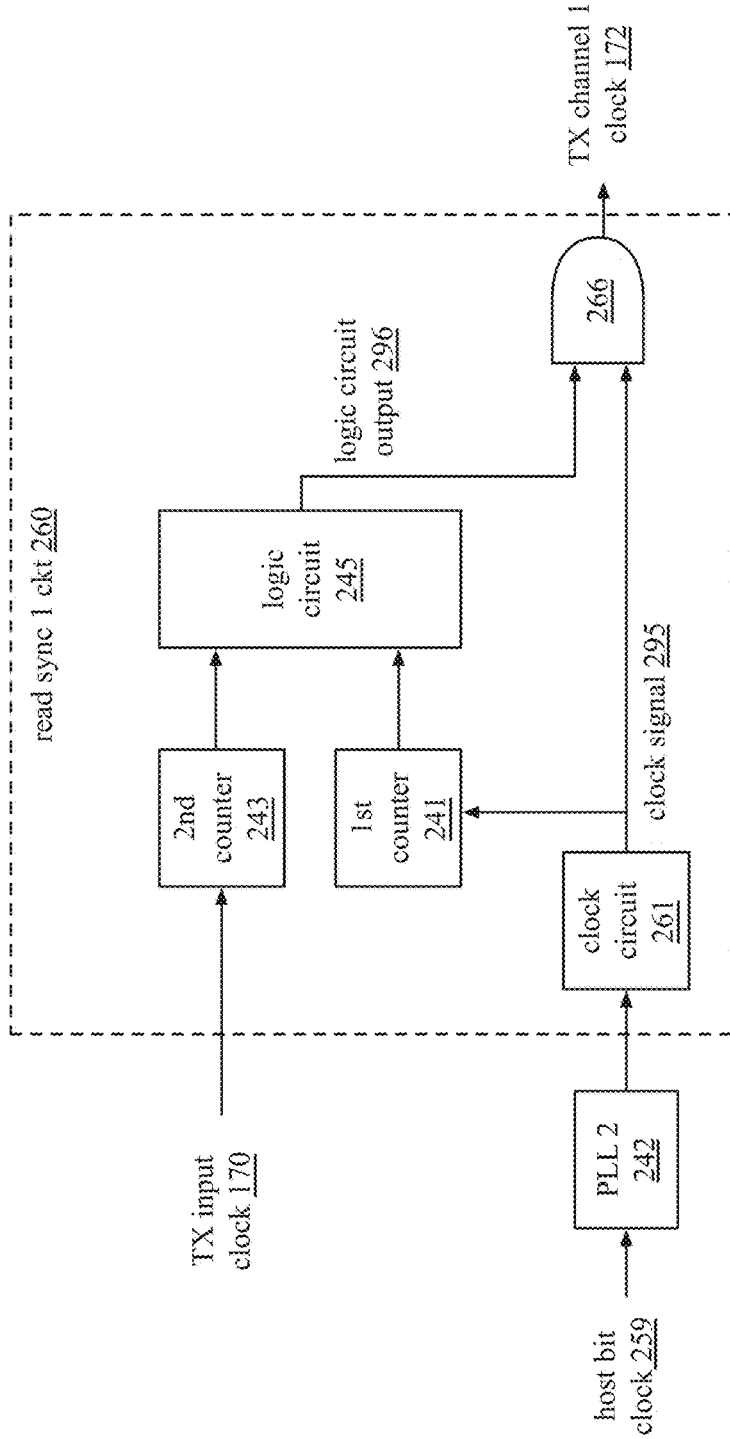 read sync 1 ckt 260
TX input
clock 170
2nd
counter
243
1st
counter
241
logic
circuit
245
logic circuit
output 296
host bit
clock 259
PLL 2
242
clock
circuit
261
clock signal 295
266
TX channel 1
clock 172